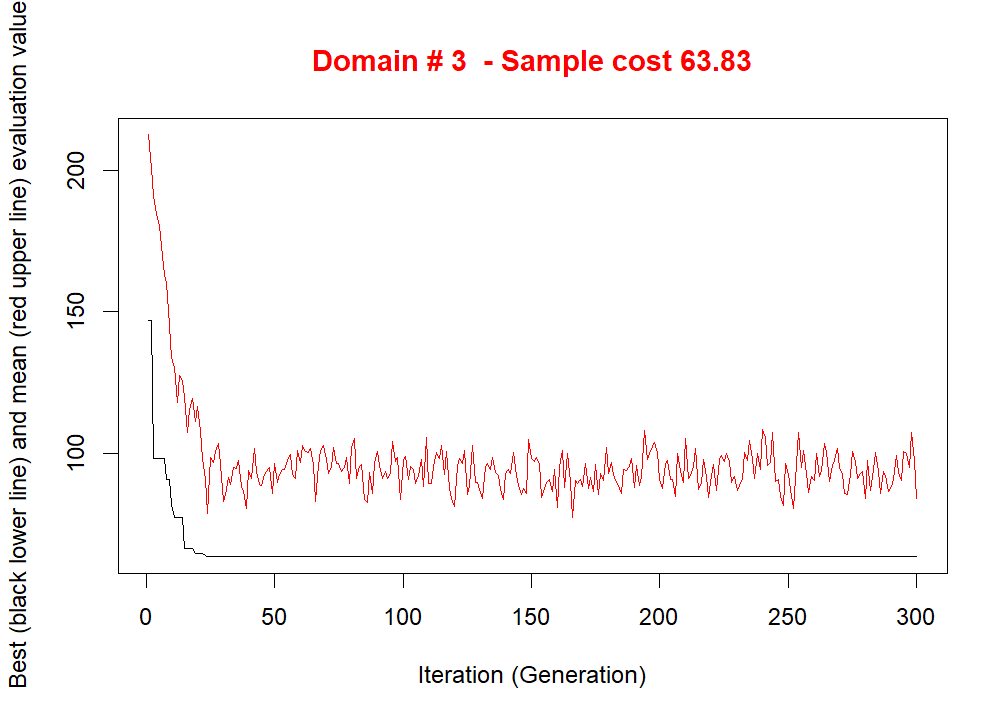 Domain # 3  - Sample cost 63.83
Best (black lower line) and mean (red upper line) evaluation value
200
150
100
0 50 100 150 200 250 300
Iteration (Generation)